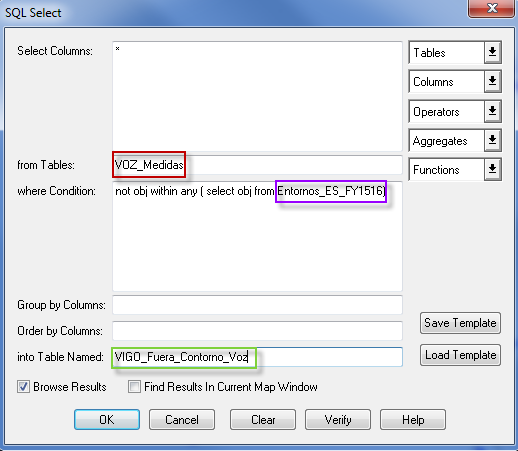 SQL Select
Select Columns:
*
Tables
Columns
Operators
Aggregates
Functions
from Tables:
VOZ_Medidas
where Condition:
not obj within any ( select obj from Entornos_ES_FY1516)
Group by Columns:
Order by Columns:
into Table Named:
VIGO_Fuera_Contorno_Voz
Save Template
Load Template
Browse Results
Find Results In Current Map Window
OK
Cancel
Clear
Verify
Help